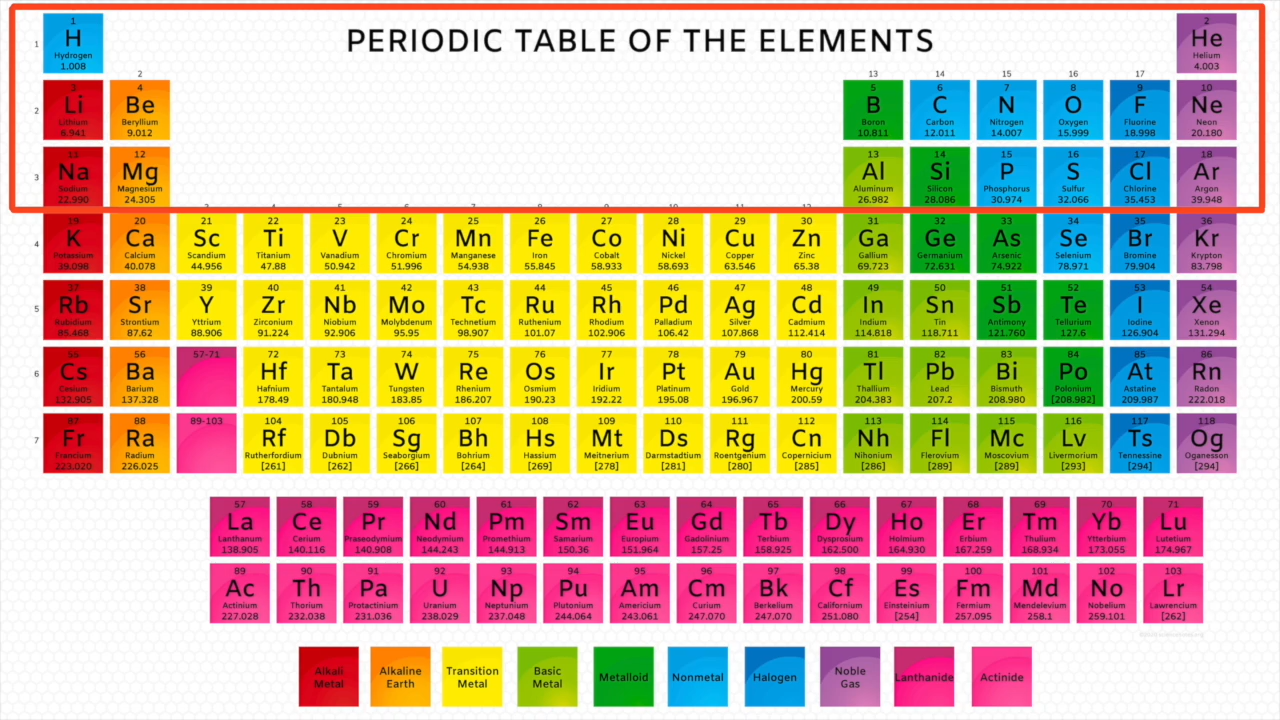 1 2
1 H PERIODIC TABLE OF THE ELEMENTS He
Hydrogen Helium
1.008 4.003
2 13 14 15 16 17
3 4 5 6 7 8 9 10
2 Li Be B C N O F Ne
Lithium Beryllium Boron Carbon Nitrogen Oxygen Fluorine Neon
6.941 9.012 10.811 12.011 14.007 15.999 18.998 20.180
11 12 13 14 15 16 17 18
3 Na Mg Al Si P S Cl Ar
Sodium Magnesium Aluminum Silicon Phosphorus Sulfur Chlorine Argon
22.990 24.305 26.982 28.086 30.974 32.066 35.453 39.948
19 20 21 22 23 24 25 26 27 28 29 30 31 32 33 34 35 36
4 K Ca Sc Ti V Cr Mn Fe Co Ni Cu Zn Ga Ge As Se Br Kr
Potassium Calcium Scandium Titanium Vanadium Chromium Manganese Iron Cobalt Nickel Copper Zinc Gallium Germanium Arsenic Selenium Bromine Krypton
39.098 40.078 44.956 47.88 50.942 51.996 54.938 55.845 58.933 58.693 63.546 65.38 69.723 72.631 74.922 78.971 79.904 83.798
37 38 39 40 41 42 43 44 45 46 47 48 49 50 51 52 53 54
5 Rb Sr Y Zr Nb Mo Tc Ru Rh Pd Ag Cd In Sn Sb Te I Xe
Rubidium Strontium Yttrium Zirconium Niobium Molybdenum Technetium Ruthenium Rhodium Palladium Silver Cadmium Indium Tin Antimony Tellurium Iodine Xenon
85.468 87.62 88.906 91.224 92.906 95.95 98.907 101.07 102.906 106.42 107.868 112.414 114.818 118.711 121.760 127.6 126.904 131.294
55 56 57-71 72 73 74 75 76 77 78 79 80 81 82 83 84 85 86
6 Cs Ba Hf Ta W Re Os Ir Pt Au Hg Tl Pb Bi Po At Rn
Cesium Barium Hafnium Tantalum Tungsten Rhenium Osmium Iridium Platinum Gold Mercury Thallium Lead Bismuth Polonium Astatine Radon
132.905 137.328 178.49 180.948 183.85 186.207 190.23 192.22 195.08 196.967 200.59 204.383 207.2 208.980 [208.982] 209.987 222.018
87 88 89-103 104 105 106 107 108 109 110 111 112 113 114 115 116 117 118
7 Fr Ra Rf Db Sg Bh Hs Mt Ds Rg Cn Nh Fl Mc Lv Ts Og
Francium Radium Rutherfordium Dubnium Seaborgium Bohrium Hassium Meitnerium Darmstadtium Roentgenium Copernicium Nihonium Flerovium Moscovium Livermorium Tennessine Oganesson
223.020 226.025 [261] [262] [266] [264] [269] [278] [281] [280] [285] [286] [289] [289] [293] [294] [294]
57 58 59 60 61 62 63 64 65 66 67 68 69 70 71
La Ce Pr Nd Pm Sm Eu Gd Tb Dy Ho Er Tm Yb Lu
Lanthanum Cerium Praseodymium Neodymium Promethium Samarium Europium Gadolinium Terbium Dysprosium Holmium Erbium Thulium Ytterbium Lutetium
138.905 140.116 140.908 144.243 144.913 150.36 151.964 157.25 158.925 162.500 164.930 167.259 168.934 173.055 174.967
89 90 91 92 93 94 95 96 97 98 99 100 101 102 103
Ac Th Pa U Np Pu Am Cm Bk Cf Es Fm Md No Lr
Actinium Thorium Protactinium Uranium Neptunium Plutonium Americium Curium Berkelium Californium Einsteinium Fermium Mendelevium Nobelium Lawrencium
227.028 232.038 231.036 238.029 237.048 244.064 243.061 247.070 247.070 251.080 [254] 257.095 258.1 259.101 [262]
Alkali Metal
Alkaline Earth
Transition Metal
Basic Metal
Metalloid
Nonmetal
Halogen
Noble Gas
Lanthanide
Actinide